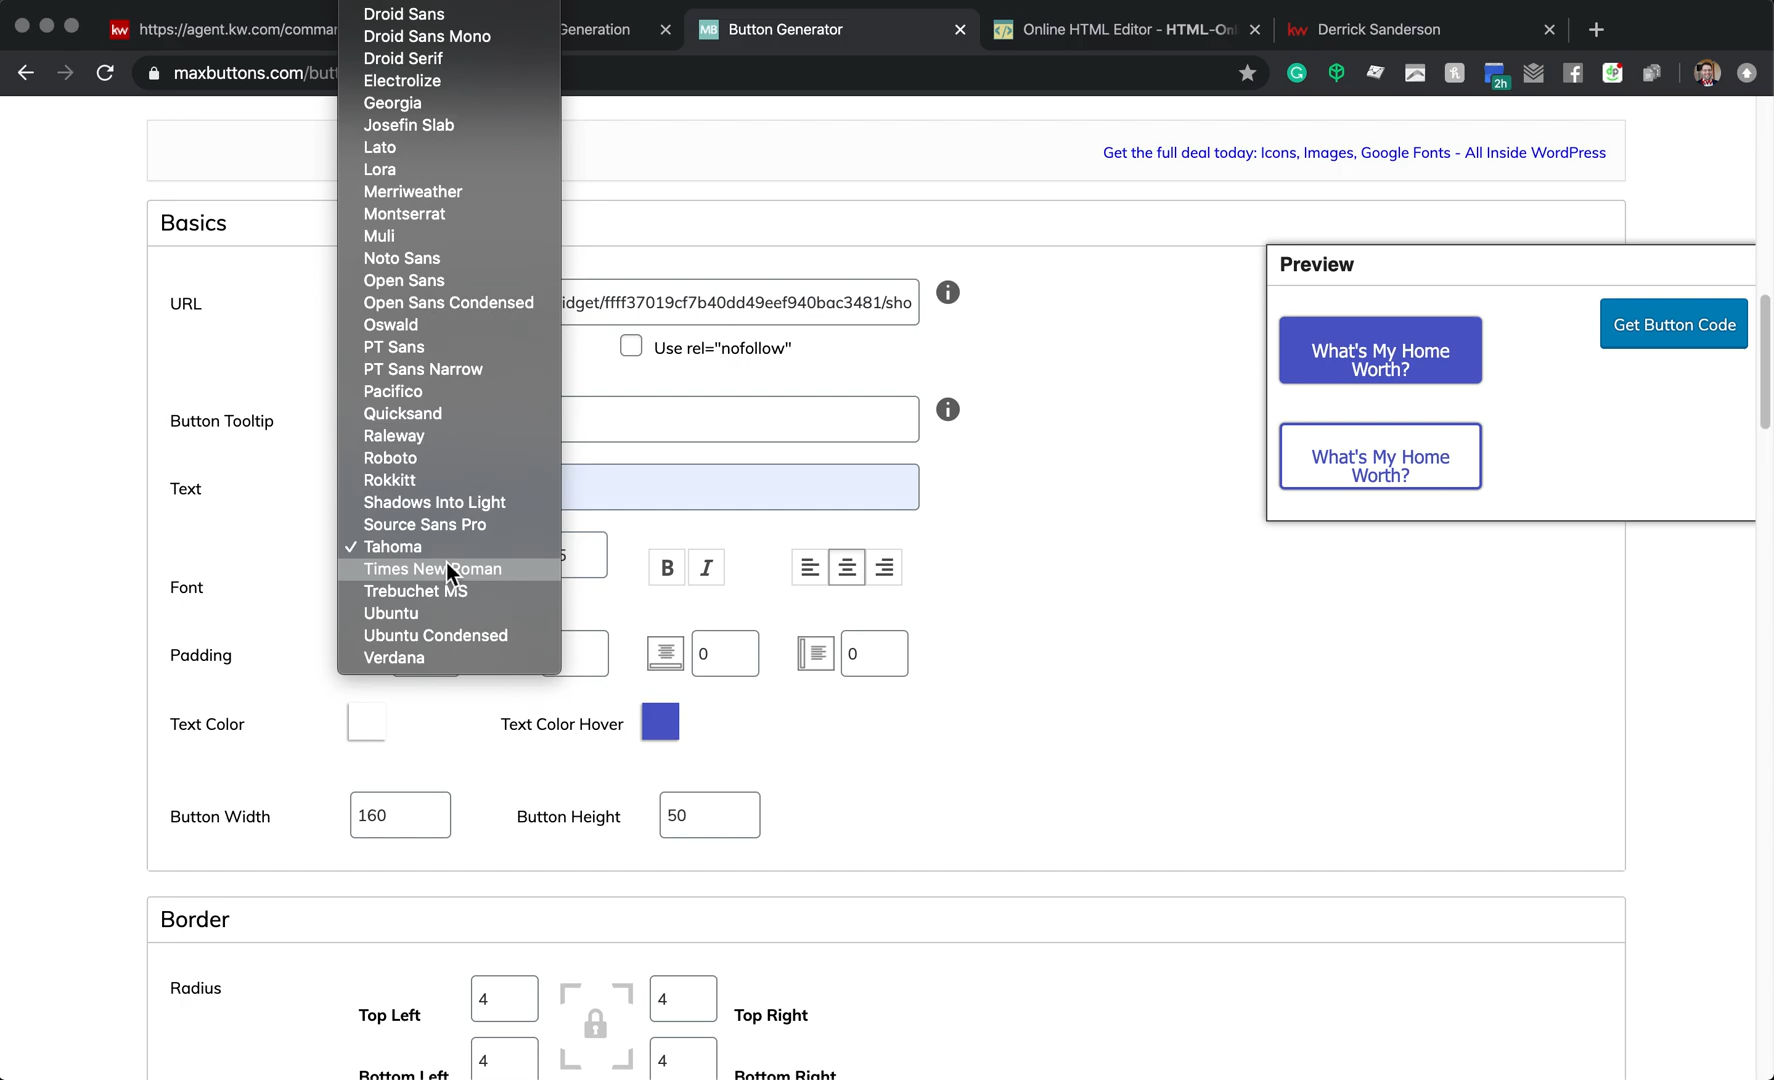 https://agent.kw.com/commar
Generation
Button Generator
Online HTML Editor - HTML-Onl
Derrick Sanderson
maxbuttons.com/butt
2h
Droid Sans
Droid Sans Mono
Droid Serif
Electrolize
Georgia
Josefin Slab
Lato
Lora
Merriweather
Montserrat
Muli
Noto Sans
Open Sans
Open Sans Condensed
Oswald
PT Sans
PT Sans Narrow
Pacifico
Quicksand
Raleway
Roboto
Rokkitt
Shadows Into Light
Source Sans Pro
✓ Tahoma
Times New Roman
Trebuchet MS
Ubuntu
Ubuntu Condensed
Verdana
Get the full deal today: Icons, Images, Google Fonts - All Inside WordPress
Basics
URL
idget/ffff37019cf7b40dd49eef940bac3481/sho
Use rel="nofollow"
Button Tooltip
Text
Font
B I
Padding
0 0
Text Color
Text Color Hover
Button Width
160
Button Height
50
Preview
What's My Home
Worth?
Get Button Code
What's My Home
Worth?
Border
Radius
Top Left
4
4
Top Right
Bottom Left
4
4
Bottom Right